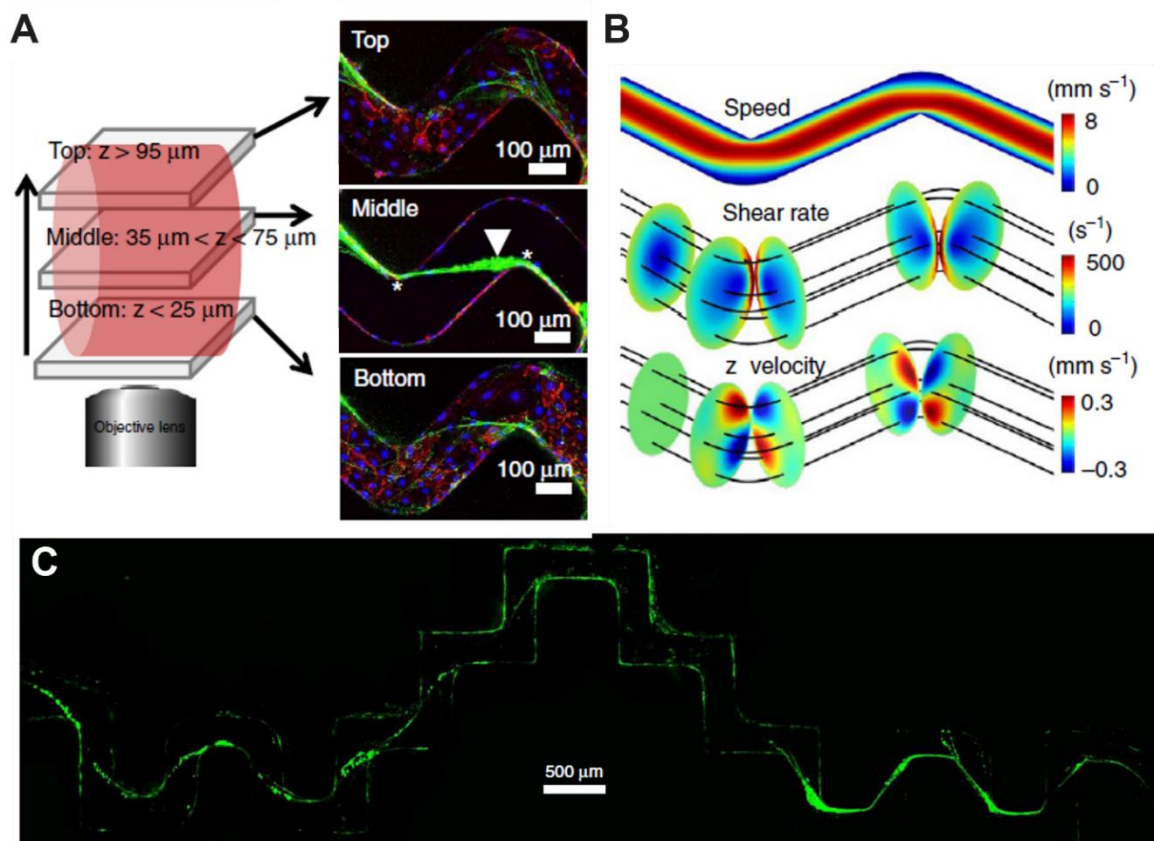 A
Top: z > 95 μm
Middle: 35 μm < z < 75 μm
Bottom: z < 25 μm
Objective lens
Top
100 μm
Middle
*
*
100 μm
Bottom
100 μm
B
Speed
(mm s⁻¹)
8
0
Shear rate
(s⁻¹)
500
0
z velocity
(mm s⁻¹)
0.3
–0.3
C
500 μm